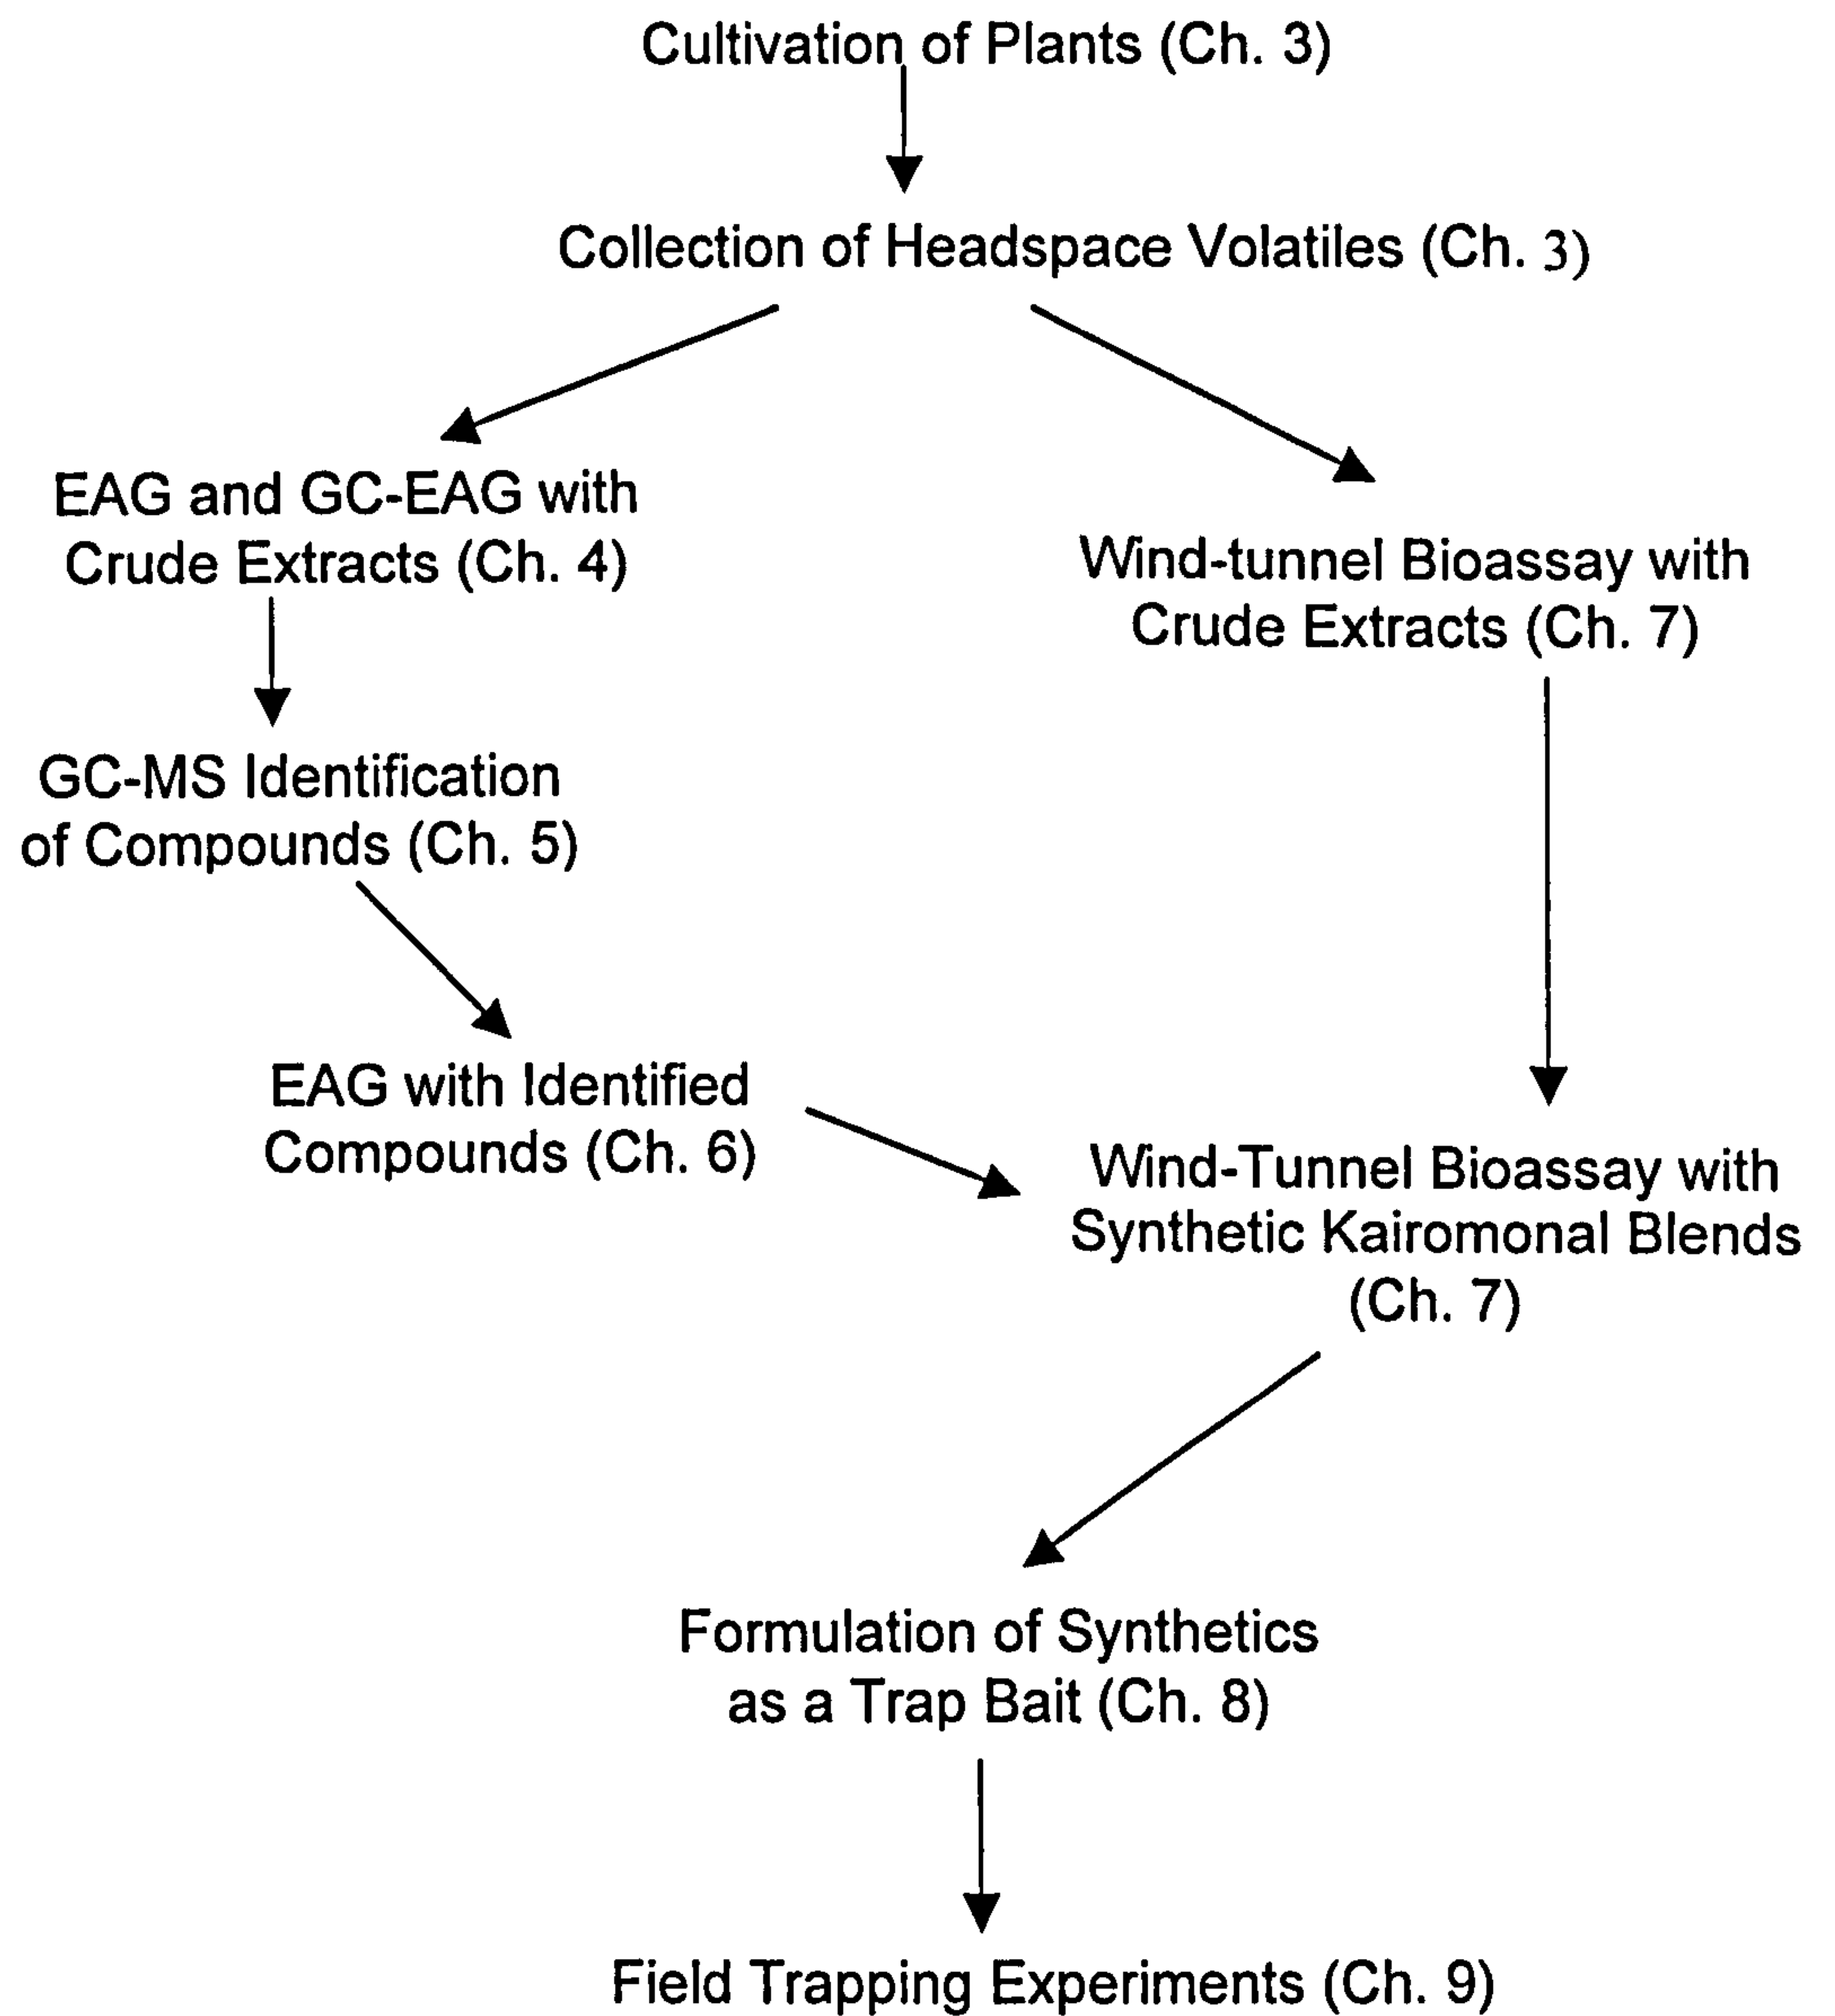 Cultivation of Plants (Ch. 3)
Collection of Headspace Volatiles (Ch. 3)
EAG and GC-EAG with
Crude Extracts (Ch. 4)
Wind-tunnel Bioassay with
Crude Extracts (Ch. 7)
GC-MS Identification
of Compounds (Ch. 5)
EAG with Identified
Compounds (Ch. 6)
Wind-Tunnel Bioassay with
Synthetic Kairomonal Blends
(Ch. 7)
Formulation of Synthetics
as a Trap Bait (Ch. 8)
Field Trapping Experiments (Ch. 9)